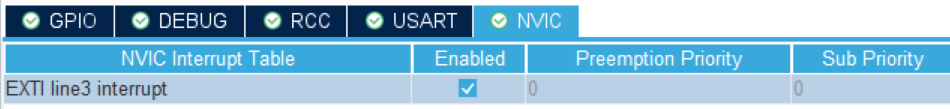 GPIO DEBUG RCC USART NVIC
NVIC Interrupt Table Enabled Preemption Priority Sub Priority
EXTI line3 interrupt 0 0